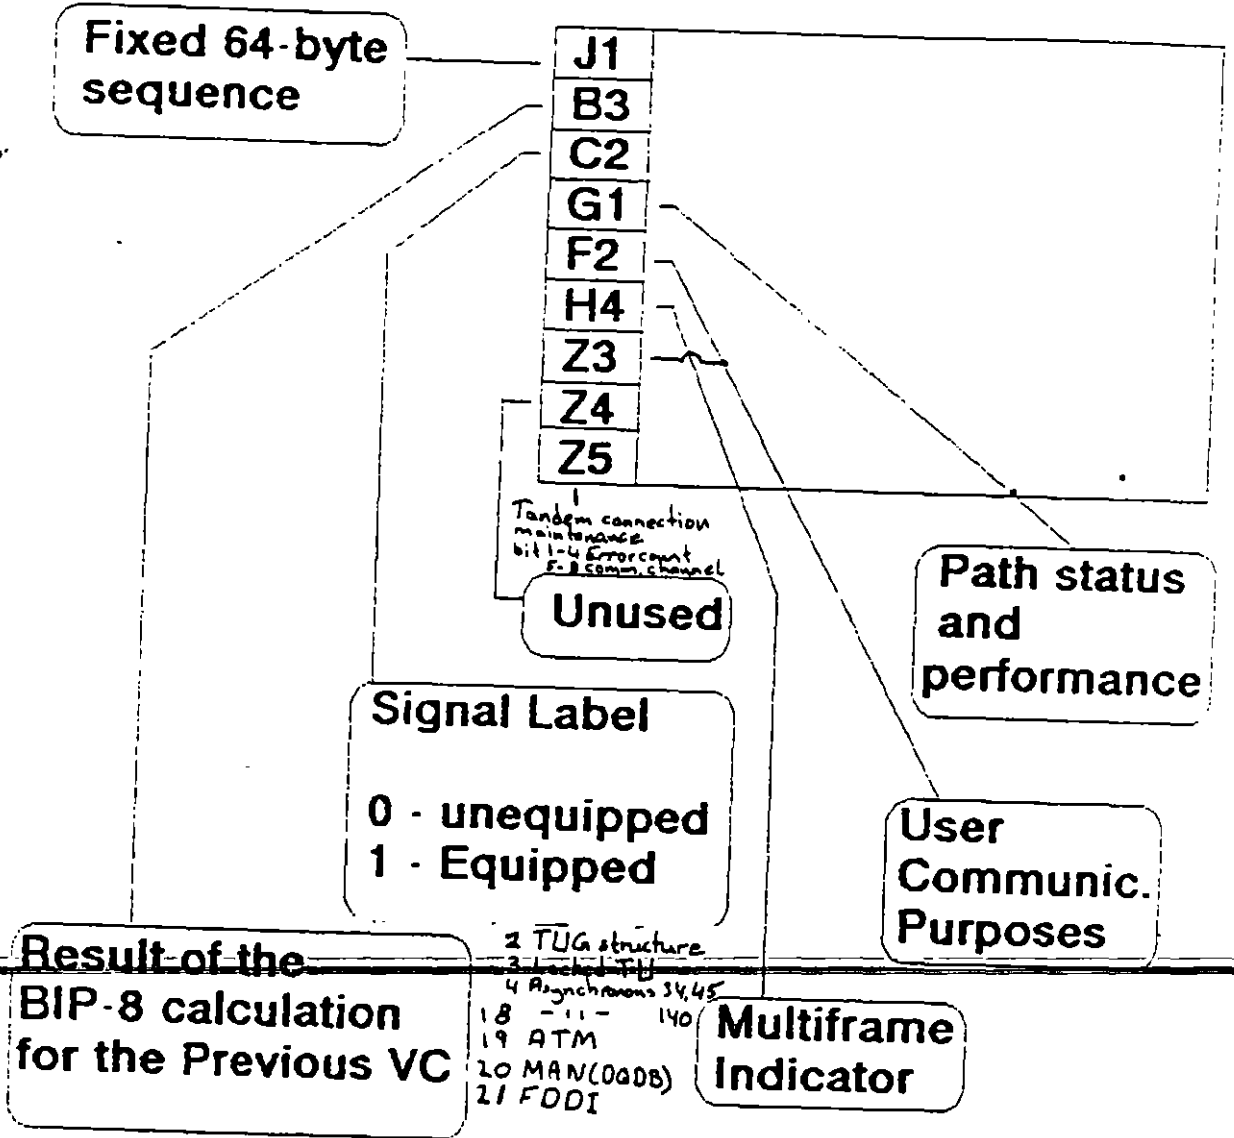 Fixed 64-byte
sequence
J1
B3
C2
G1
F2
H4
Z3
Z4
Z5
Tandem connection
maintenance
bit 1-4 Errorcount
5-8 comm. channel
Unused
Path status
and
performance
Signal Label
0 - unequipped
1 - Equipped
User
Communic.
Purposes
Result of the
BIP-8 calculation
for the Previous VC
2 TUG structure
3 Locked TU
4 Asynchronous 34,45
18 -"- 140
19 ATM
20 MAN(DQDB)
21 FDDI
Multiframe
Indicator